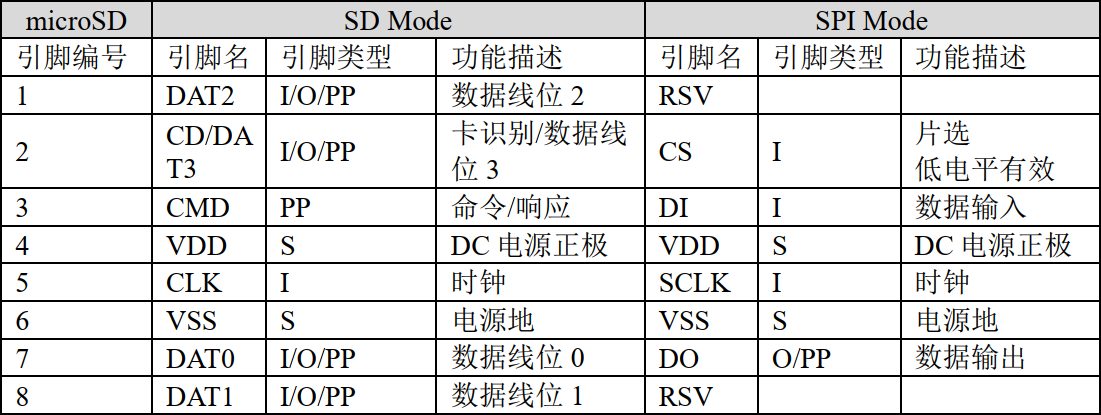 microSD SD Mode SPI Mode
引脚编号 引脚名 引脚类型 功能描述 引脚名 引脚类型 功能描述
1 DAT2 I/O/PP 数据线位 2 RSV
2 CD/DA
T3 I/O/PP 卡识别/数据线
位 3 CS I 片选
低电平有效
3 CMD PP 命令/响应 DI I 数据输入
4 VDD S DC 电源正极 VDD S DC 电源正极
5 CLK I 时钟 SCLK I 时钟
6 VSS S 电源地 VSS S 电源地
7 DAT0 I/O/PP 数据线位 0 DO O/PP 数据输出
8 DAT1 I/O/PP 数据线位 1 RSV